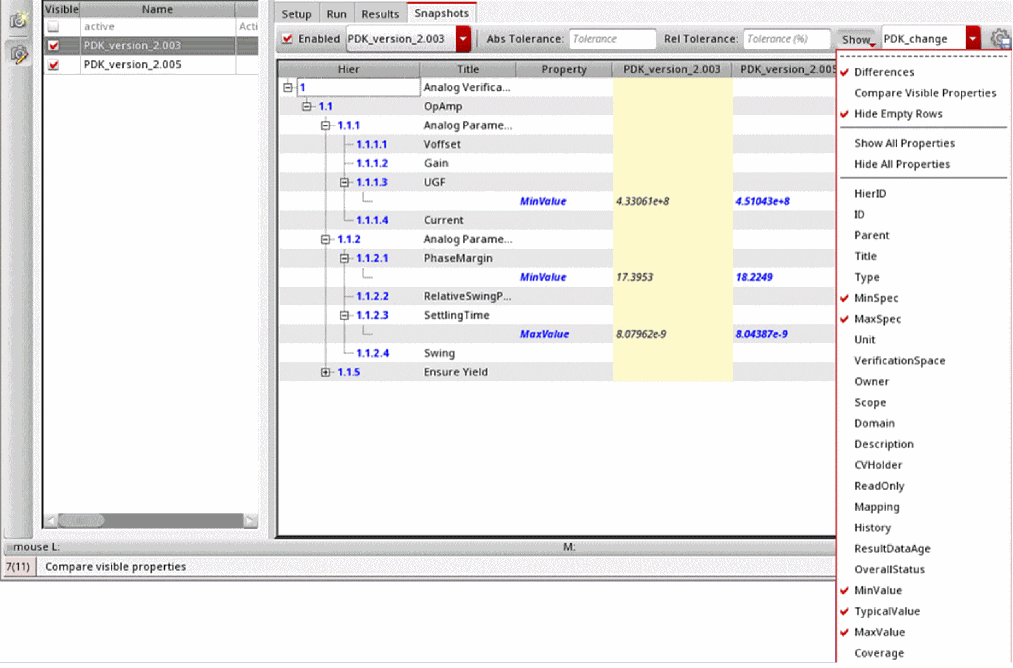 Visible Name
active Acti
PDK_version_2.003
PDK_version_2.005
Setup Run Results Snapshots
Enabled PDK_version_2.003 Abs Tolerance: Tolerance Rel Tolerance: Tolerance (%) Show PDK_change
Hier Title Property PDK_version_2.003 PDK_version_2.005
1 Analog Verifica...
1.1 OpAmp
1.1.1 Analog Parame...
1.1.1.1 Voffset
1.1.1.2 Gain
1.1.1.3 UGF
MinValue 4.33061e+8 4.51043e+8
1.1.1.4 Current
1.1.2 Analog Parame...
1.1.2.1 PhaseMargin
MinValue 17.3953 18.2249
1.1.2.2 RelativeSwingP...
1.1.2.3 SettlingTime
MaxValue 8.07962e-9 8.04387e-9
1.1.2.4 Swing
1.1.5 Ensure Yield
Differences
Compare Visible Properties
Hide Empty Rows
Show All Properties
Hide All Properties
HierID
ID
Parent
Title
Type
MinSpec
MaxSpec
Unit
VerificationSpace
Owner
Scope
Domain
Description
CVHolder
ReadOnly
Mapping
History
ResultDataAge
OverallStatus
MinValue
TypicalValue
MaxValue
Coverage
mouse L: M:
7(11) Compare visible properties